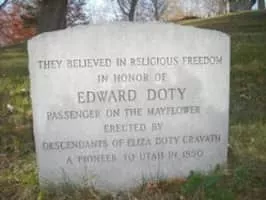 THEY BELIEVED IN RELIGIOUS FREEDOM
IN HONOR OF
EDWARD DOTY
PASSENGER ON THE MAYFLOWER
ERECTED BY
DESCENDANTS OF ELIZA DOTY CRAVATH
A PIONEER TO UTAH IN 1850